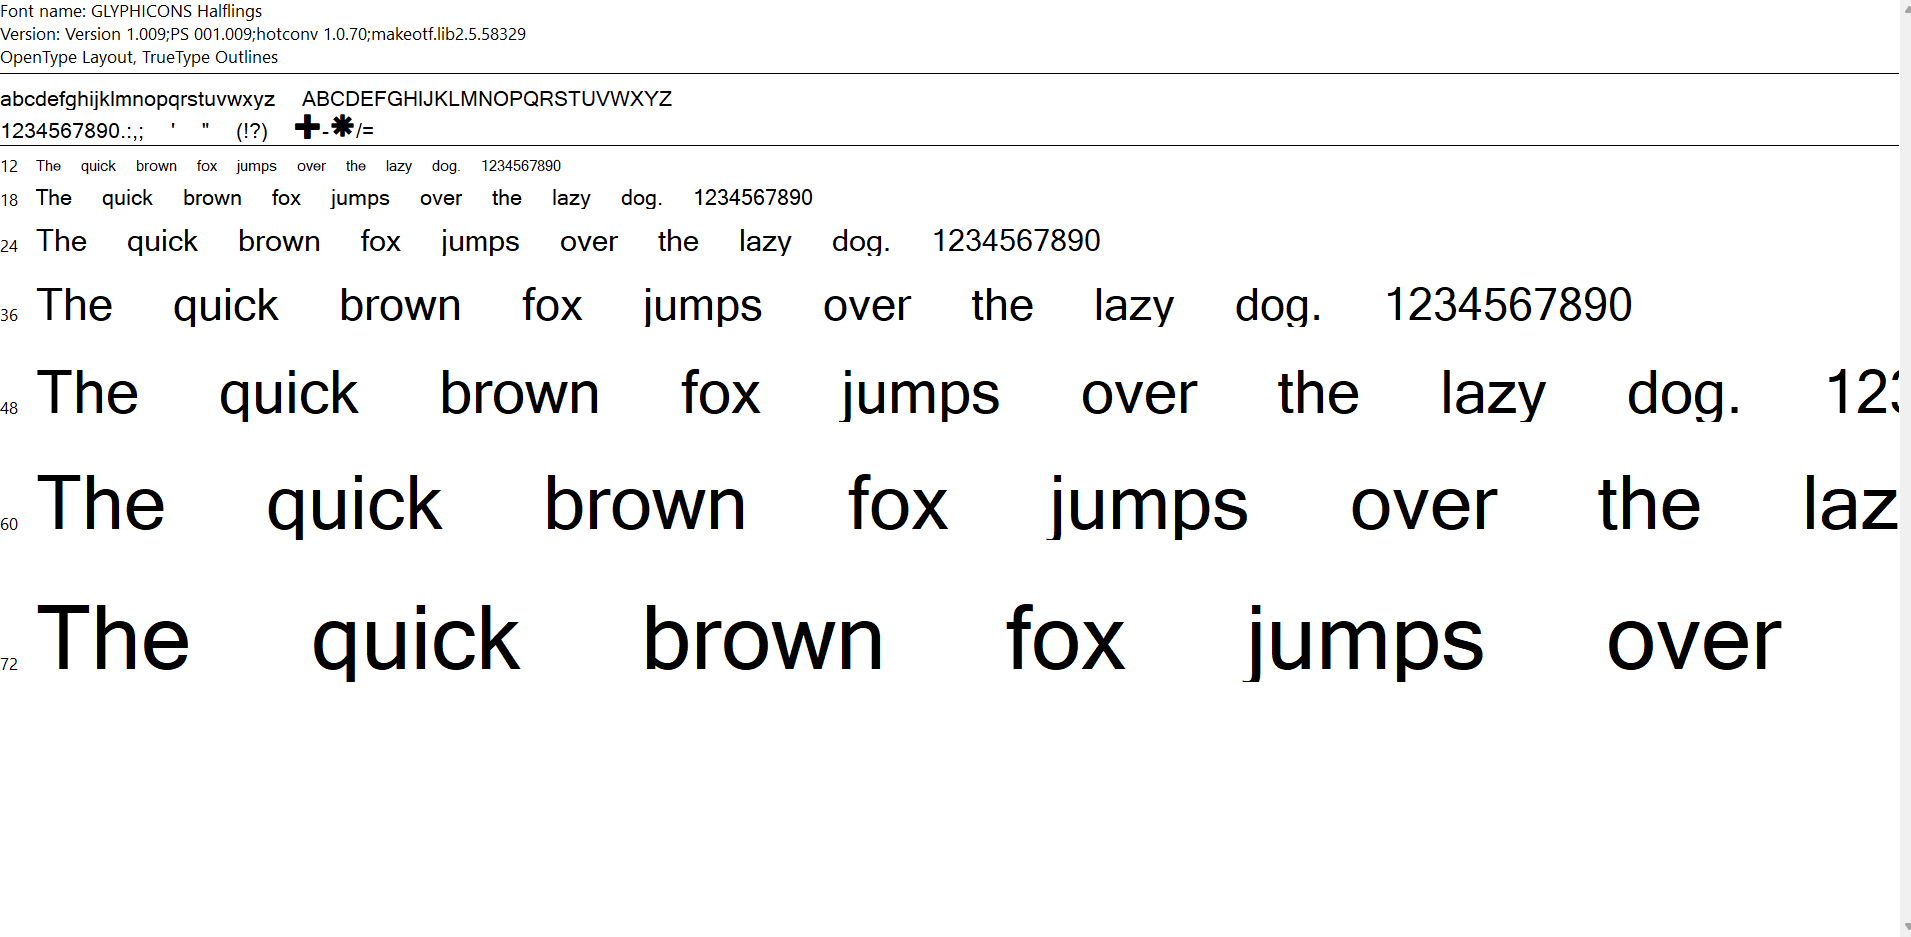 Font name: GLYPHICONS Halflings
Version: Version 1.009;PS 001.009;hotconv 1.0.70;makeotf.lib2.5.58329
OpenType Layout, TrueType Outlines
abcdefghijklmnopqrstuvwxyz ABCDEFGHIJKLMNOPQRSTUVWXYZ
1234567890.:,; ' " (!?) +-*/=
12 The quick brown fox jumps over the lazy dog. 1234567890
18 The quick brown fox jumps over the lazy dog. 1234567890
24 The quick brown fox jumps over the lazy dog. 1234567890
36 The quick brown fox jumps over the lazy dog. 1234567890
48 The quick brown fox jumps over the lazy dog. 123
60 The quick brown fox jumps over the laz
72 The quick brown fox jumps over